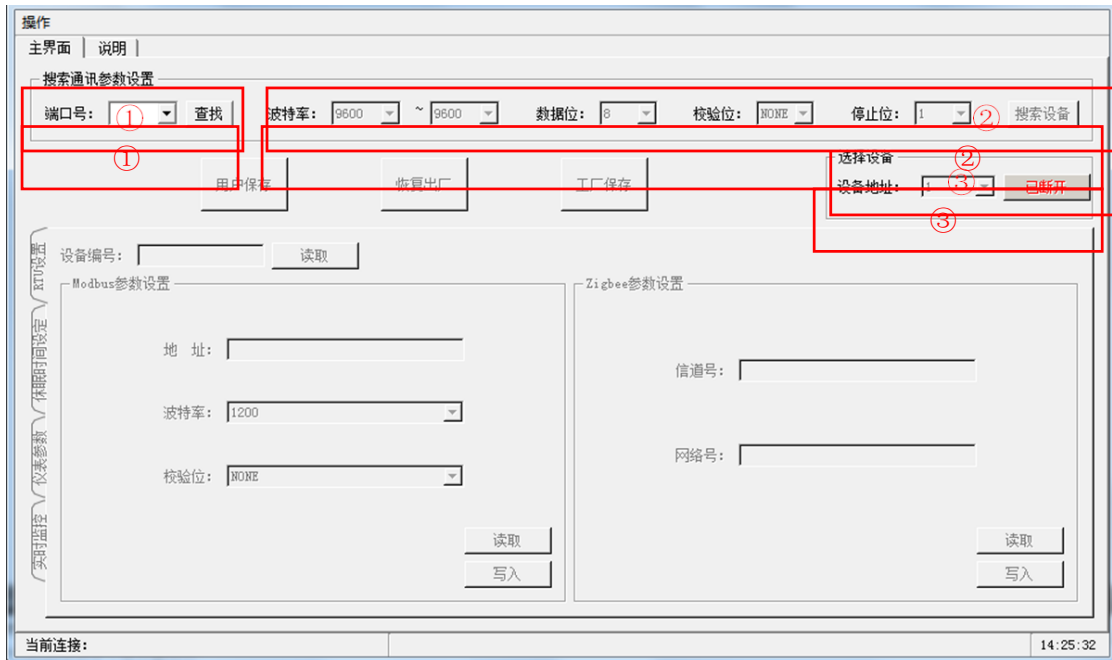 操作
主界面 说明
搜索通讯参数设置
端口号： ① 查找 波特率： 9600 ~ 9600 数据位： 8 校验位： NONE 停止位： 1 ② 搜索设备
① 选择设备 ②
用户保存 恢复出厂 工厂保存 设备地址： 1 ③ 已断开
③
RTU设置 设备编号： 读取
Modbus参数设置 Zigbee参数设置
休眠时间设定 地 址： 信道号：
波特率： 1200
仪表参数 网络号：
校验位： NONE
实时监控 读取 读取
写入 写入
当前连接： 14:25:32